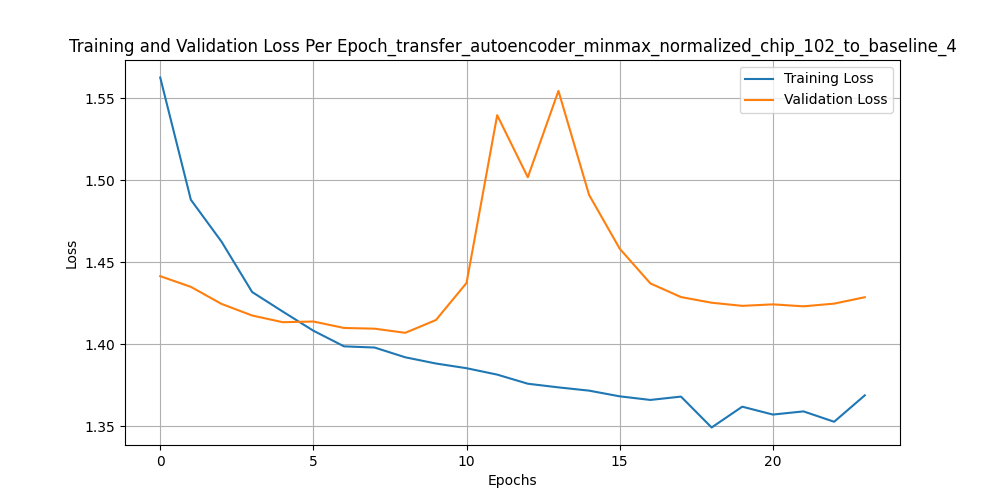 Training and Validation Loss Per Epoch_transfer_autoencoder_minmax_normalized_chip_102_to_baseline_4
Training Loss
Validation Loss
1.55
1.50
1.45
1.40
1.35
Loss
0 5 10 15 20
Epochs